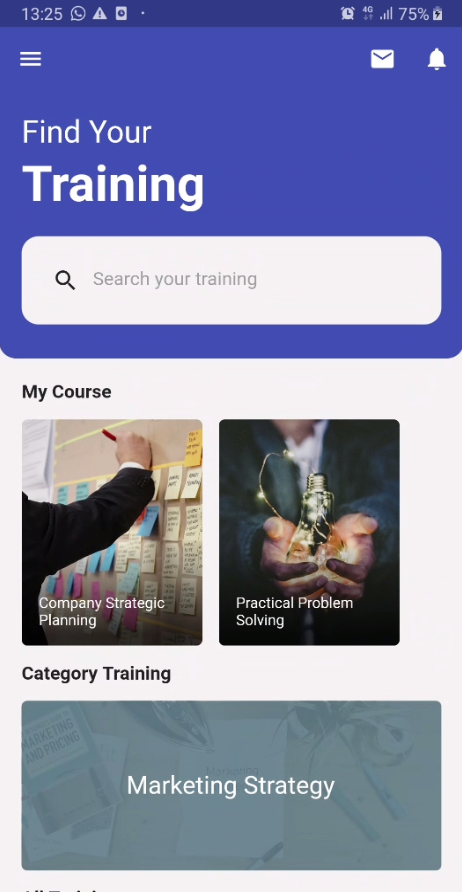 13:25
4G
75%
Find Your
Training
Search your training
My Course
Company Strategic
Planning
Practical Problem
Solving
Category Training
MARKETING
AND PRICING
Marketing Strategy